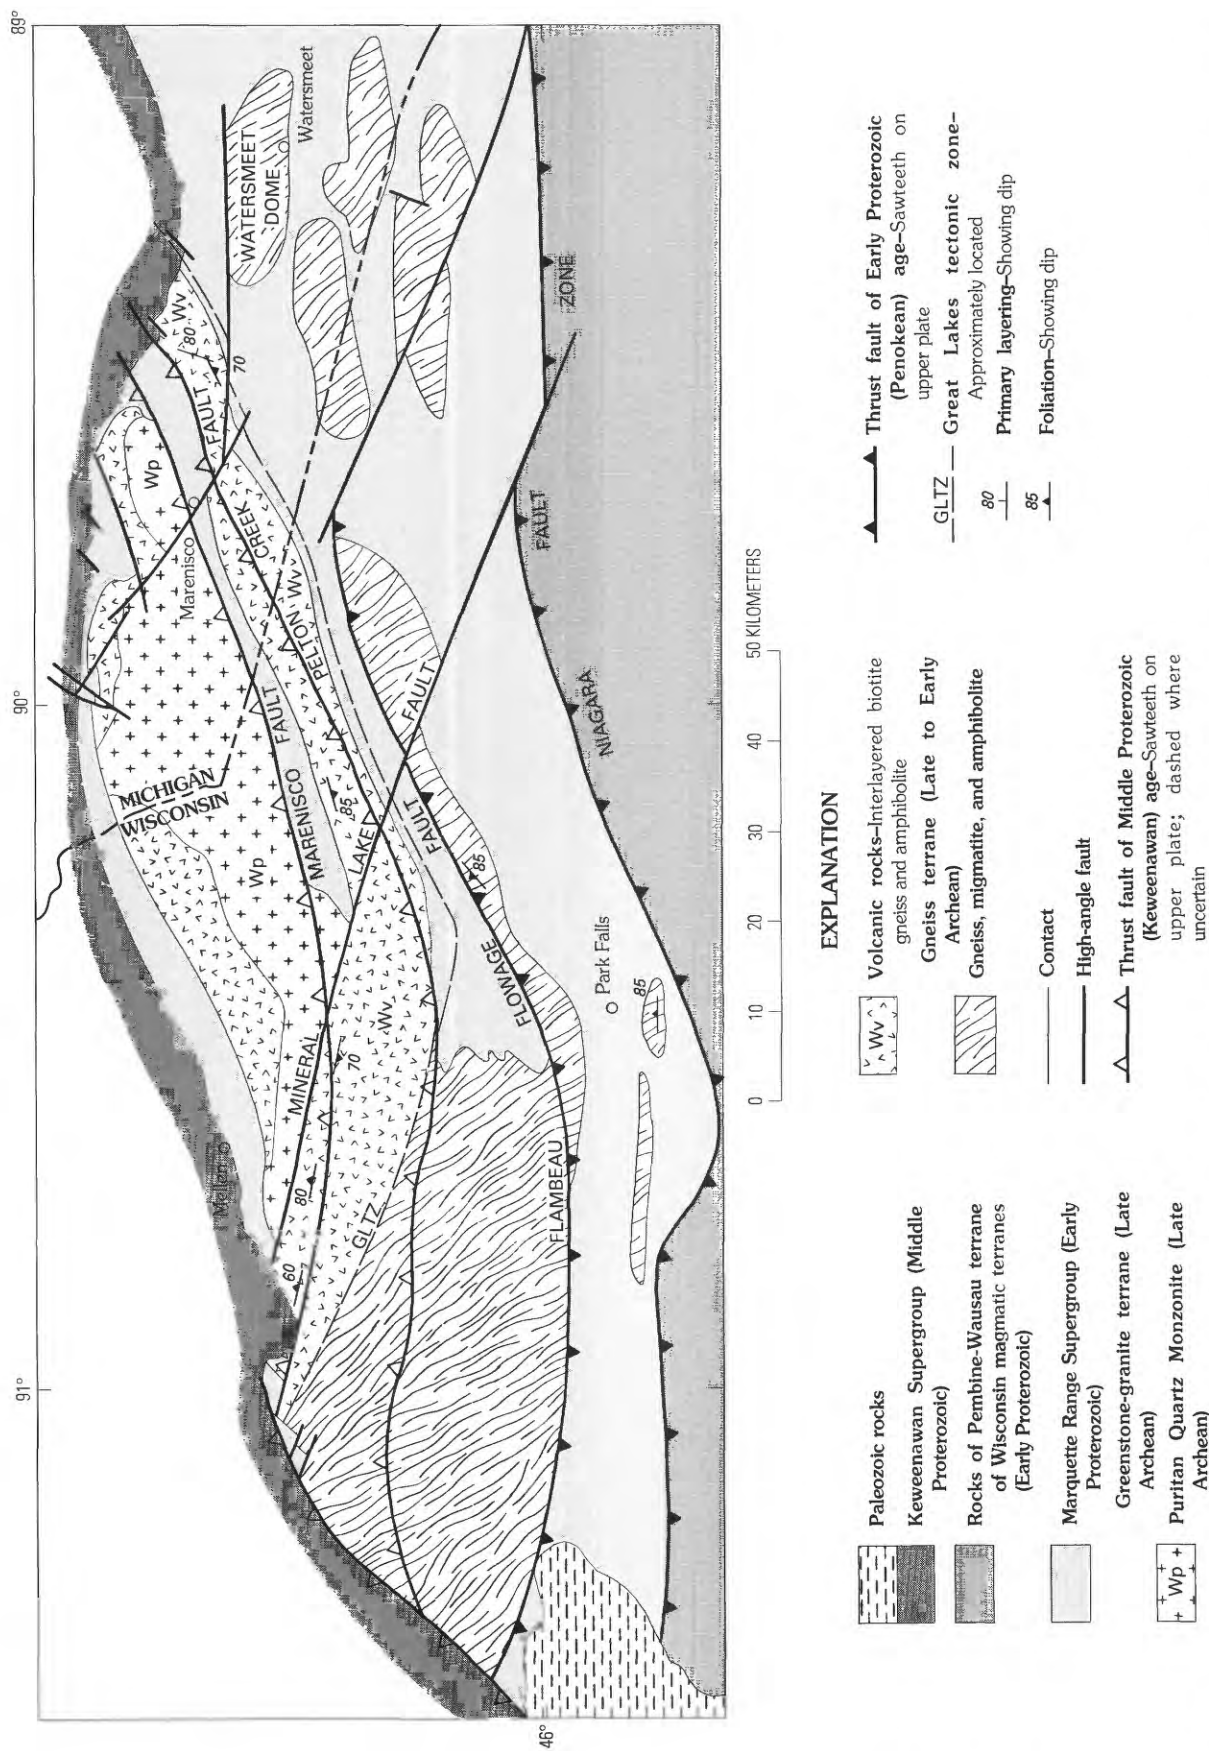 91°
90°
89°
46°
Mellen
MICHIGAN
WISCONSIN
Marenisco
Wp
Wp
Wp
Wv
Wv
Wv
WATERSMEET
DOME
Watersmeet
MINERAL
LAKE
FAULT
MARENISCO FAULT
PELTON CREEK FAULT
GLTZ
60
80
70
85
80
70
85
85
FLAMBEAU FLOWAGE FAULT
Park Falls
NIAGARA FAULT ZONE
0 10 20 30 40 50 KILOMETERS
EXPLANATION
Paleozoic rocks
Keweenawan Supergroup (Middle
Proterozoic)
Rocks of Pembine-Wausau terrane
of Wisconsin magmatic terranes
(Early Proterozoic)
Marquette Range Supergroup (Early
Proterozoic)
Greenstone-granite terrane (Late
Archean)
Wp
Puritan Quartz Monzonite (Late
Archean)
Wv
Volcanic rocks–Interlayered biotite
gneiss and amphibolite
Gneiss terrane (Late to Early
Archean)
Gneiss, migmatite, and amphibolite
Contact
High-angle fault
Thrust fault of Middle Proterozoic
(Keweenawan) age–Sawteeth on
upper plate; dashed where
uncertain
Thrust fault of Early Proterozoic
(Penokean) age–Sawteeth on
upper plate
GLTZ
Great Lakes tectonic zone–
Approximately located
80
Primary layering–Showing dip
85
Foliation–Showing dip